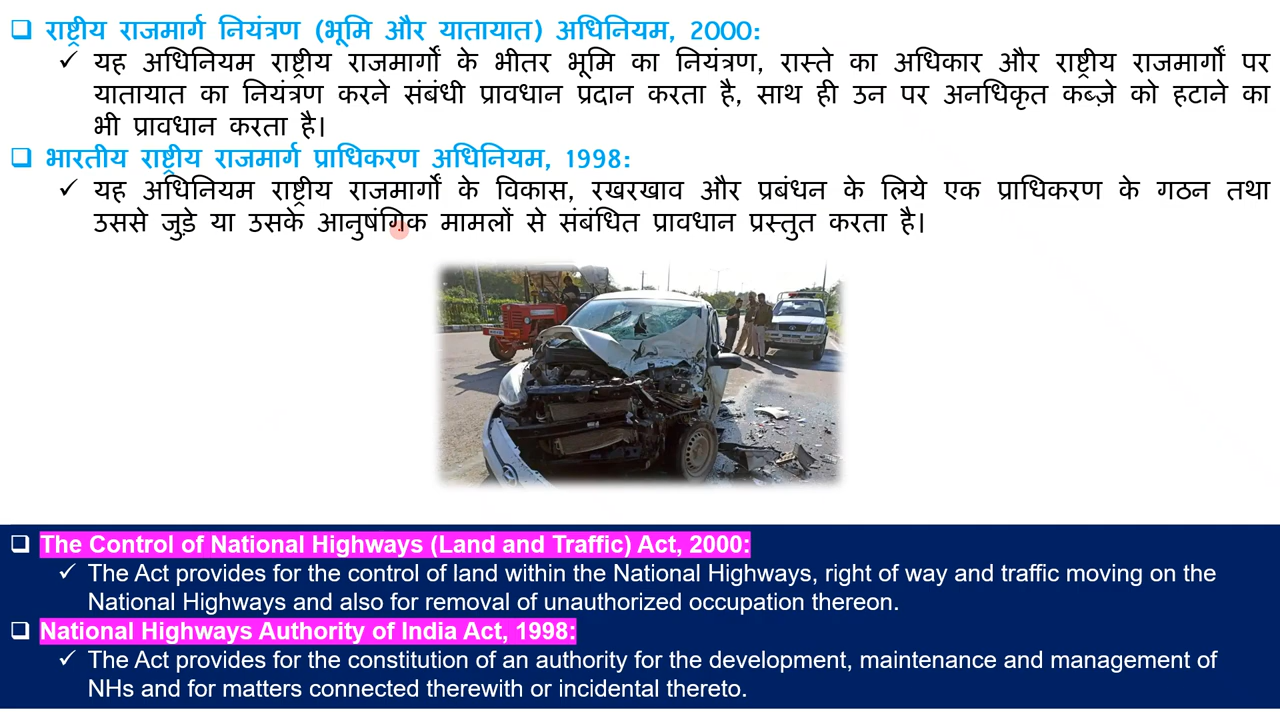 ❑ राष्ट्रीय राजमार्ग नियंत्रण (भूमि और यातायात) अधिनियम, 2000:
✓ यह अधिनियम राष्ट्रीय राजमार्गों के भीतर भूमि का नियंत्रण, रास्ते का अधिकार और राष्ट्रीय राजमार्गों पर
यातायात का नियंत्रण करने संबंधी प्रावधान प्रदान करता है, साथ ही उन पर अनधिकृत कब्ज़े को हटाने का
भी प्रावधान करता है।
❑ भारतीय राष्ट्रीय राजमार्ग प्राधिकरण अधिनियम, 1998:
✓ यह अधिनियम राष्ट्रीय राजमार्गों के विकास, रखरखाव और प्रबंधन के लिये एक प्राधिकरण के गठन तथा
उससे जुड़े या उसके आनुषंगिक मामलों से संबंधित प्रावधान प्रस्तुत करता है।
❑ The Control of National Highways (Land and Traffic) Act, 2000:
✓ The Act provides for the control of land within the National Highways, right of way and traffic moving on the
National Highways and also for removal of unauthorized occupation thereon.
❑ National Highways Authority of India Act, 1998:
✓ The Act provides for the constitution of an authority for the development, maintenance and management of
NHs and for matters connected therewith or incidental thereto.